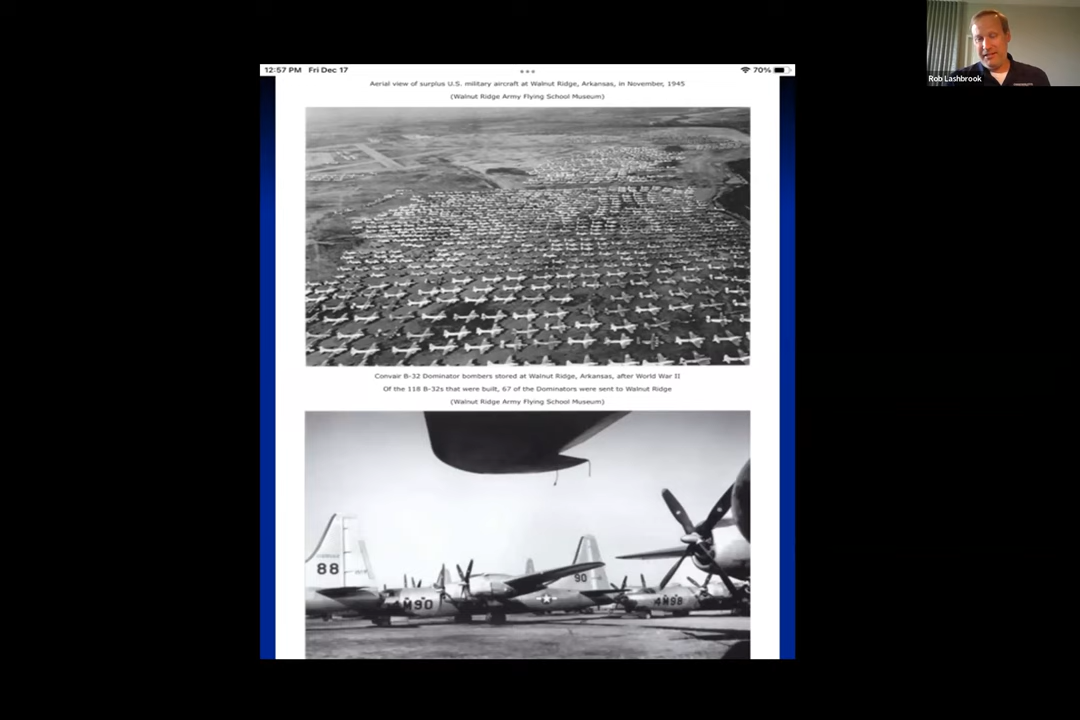 12:57 PM Fri Dec 17
70%
Rob Lashbrook
Aerial view of surplus U.S. military aircraft at Walnut Ridge, Arkansas, in November, 1945
(Walnut Ridge Army Flying School Museum)
Convair B-32 Dominator bombers stored at Walnut Ridge, Arkansas, after World War II
Of the 118 B-32s that were built, 67 of the Dominators were sent to Walnut Ridge
(Walnut Ridge Army Flying School Museum)
88
90
M90
AM98